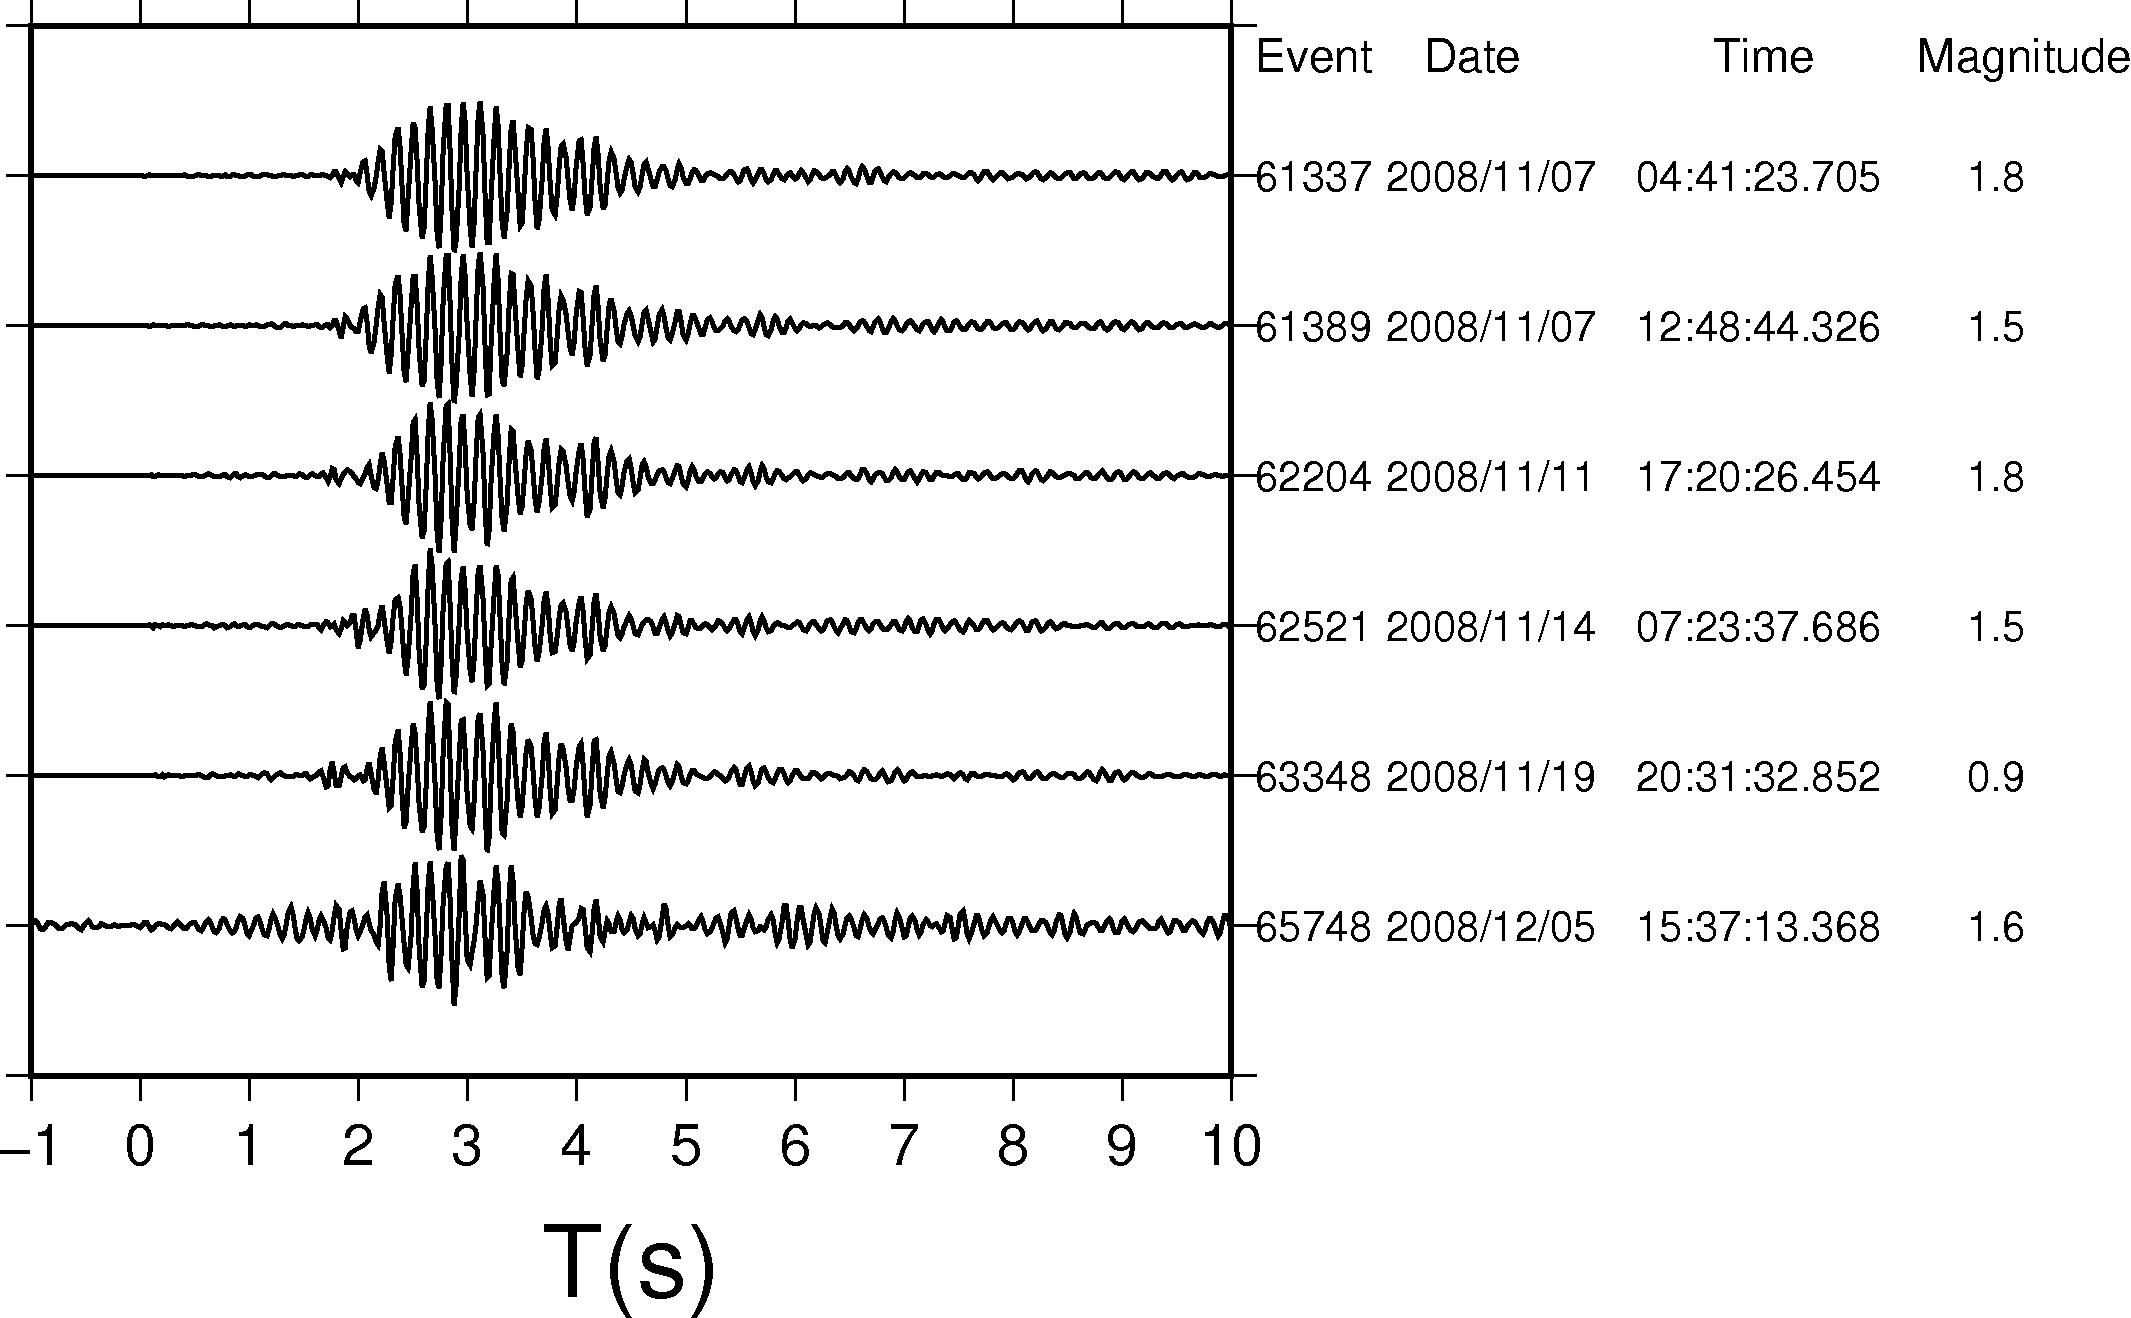 Event Date Time Magnitude
61337 2008/11/07 04:41:23.705 1.8
61389 2008/11/07 12:48:44.326 1.5
62204 2008/11/11 17:20:26.454 1.8
62521 2008/11/14 07:23:37.686 1.5
63348 2008/11/19 20:31:32.852 0.9
65748 2008/12/05 15:37:13.368 1.6
−1 0 1 2 3 4 5 6 7 8 9 10
T(s)